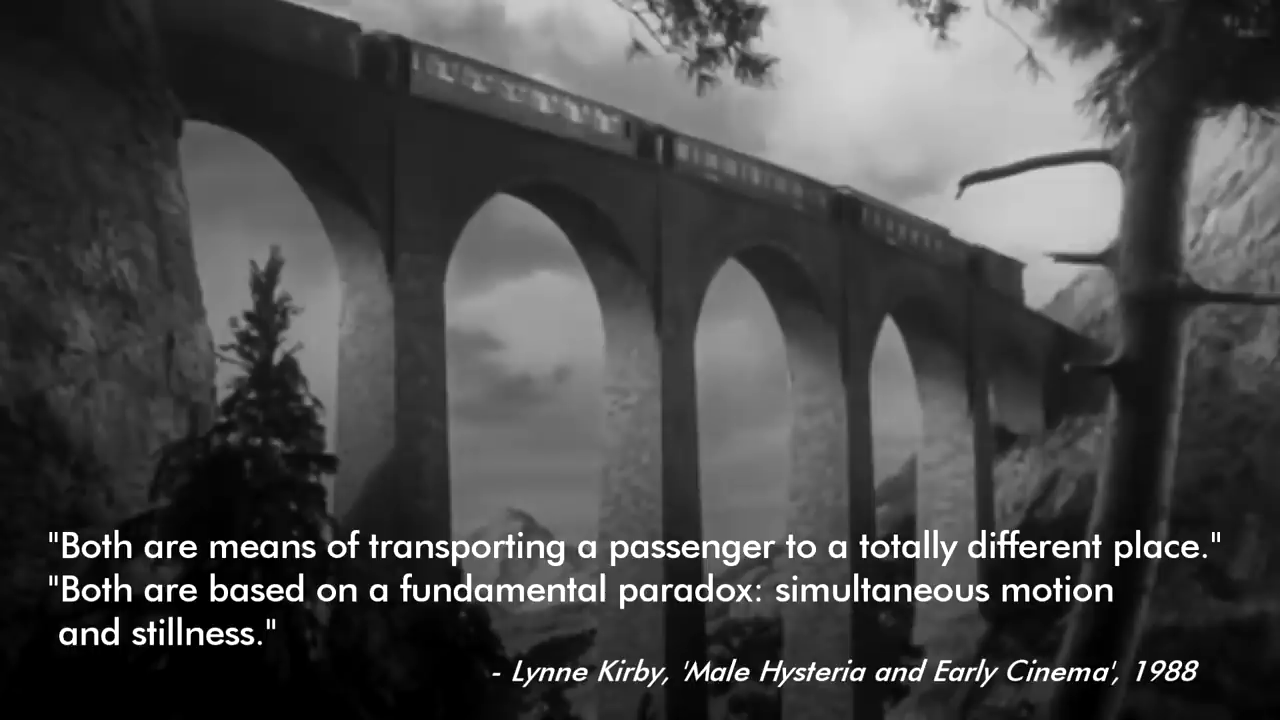 "Both are means of transporting a passenger to a totally different place."
"Both are based on a fundamental paradox: simultaneous motion
and stillness."
- Lynne Kirby, 'Male Hysteria and Early Cinema', 1988